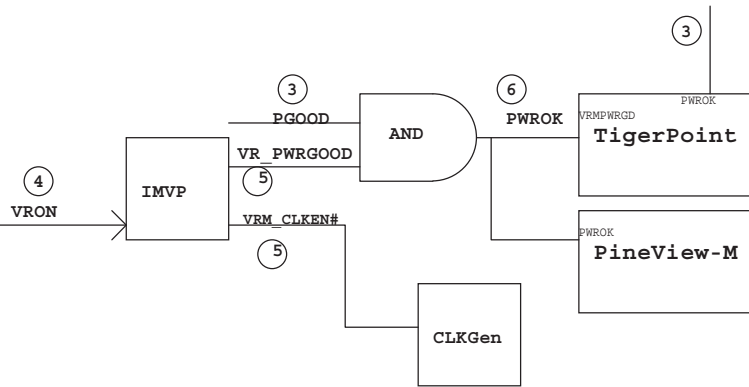 3
3
6
PWROK
PGOOD
PWROK
VRMPWRGD
AND
TigerPoint
VR_PWRGOOD
4
5
IMVP
VRON
VRM_CLKEN#
PWROK
5
PineView-M
CLKGen